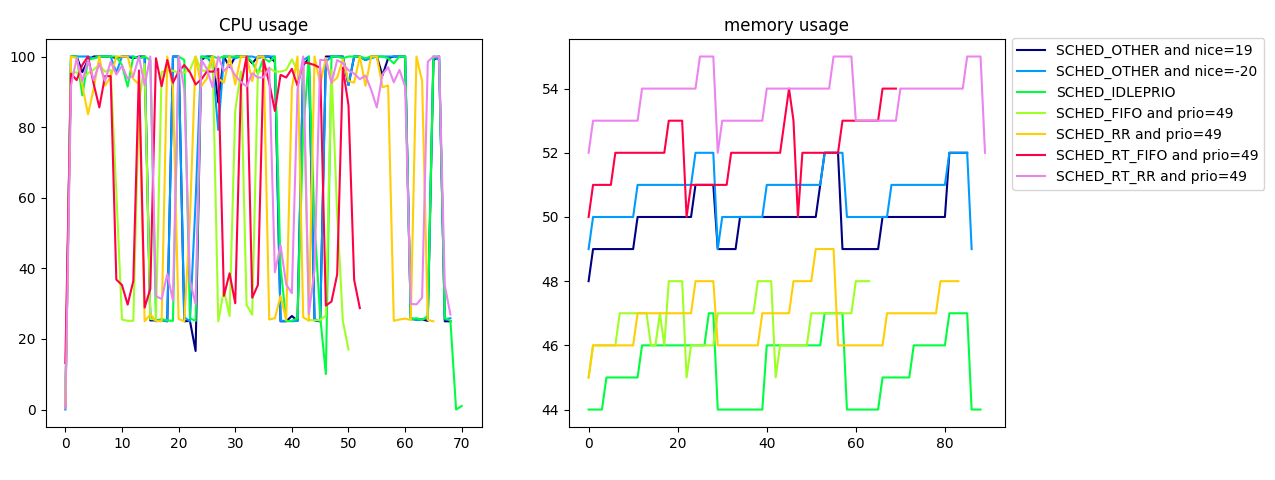 CPU usage
100
80
60
40
20
0
0 10 20 30 40 50 60 70
memory usage
54
52
50
48
46
44
0 20 40 60 80
SCHED_OTHER and nice=19
SCHED_OTHER and nice=-20
SCHED_IDLEPRIO
SCHED_FIFO and prio=49
SCHED_RR and prio=49
SCHED_RT_FIFO and prio=49
SCHED_RT_RR and prio=49